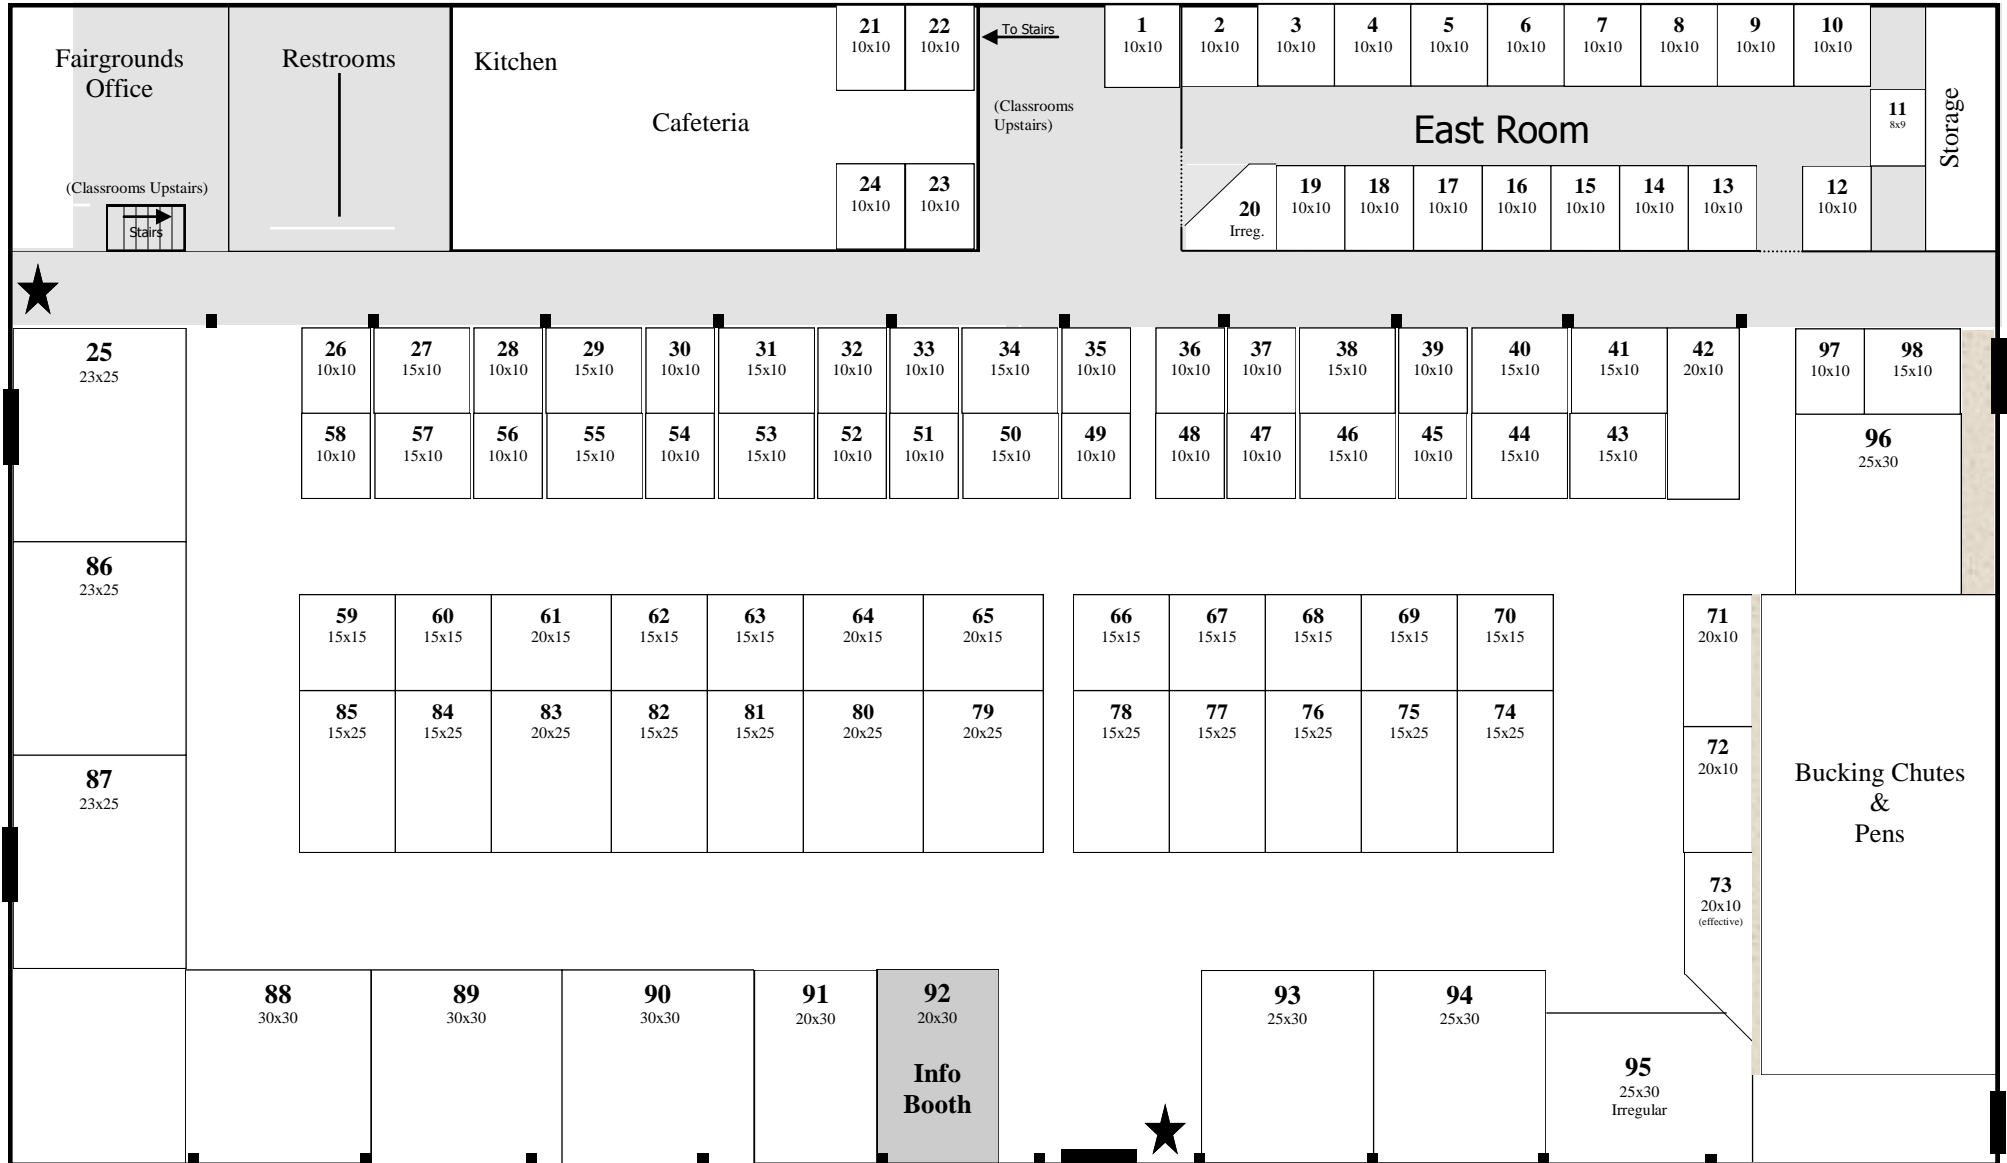 Fairgrounds
Office
(Classrooms Upstairs)
Stairs
Restrooms
Kitchen
Cafeteria
21
10x10
22
10x10
24
10x10
23
10x10
To Stairs
(Classrooms
Upstairs)
1
10x10
2
10x10
3
10x10
4
10x10
5
10x10
6
10x10
7
10x10
8
10x10
9
10x10
10
10x10
11
8x9
Storage
East Room
20
Irreg.
19
10x10
18
10x10
17
10x10
16
10x10
15
10x10
14
10x10
13
10x10
12
10x10
25
23x25
26
10x10
27
15x10
28
10x10
29
15x10
30
10x10
31
15x10
32
10x10
33
10x10
34
15x10
35
10x10
36
10x10
37
10x10
38
15x10
39
10x10
40
15x10
41
15x10
42
20x10
97
10x10
98
15x10
58
10x10
57
15x10
56
10x10
55
15x10
54
10x10
53
15x10
52
10x10
51
10x10
50
15x10
49
10x10
48
10x10
47
10x10
46
15x10
45
10x10
44
15x10
43
15x10
96
25x30
86
23x25
59
15x15
60
15x15
61
20x15
62
15x15
63
15x15
64
20x15
65
20x15
66
15x15
67
15x15
68
15x15
69
15x15
70
15x15
71
20x10
85
15x25
84
15x25
83
20x25
82
15x25
81
15x25
80
20x25
79
20x25
78
15x25
77
15x25
76
15x25
75
15x25
74
15x25
72
20x10
87
23x25
Bucking Chutes
&
Pens
73
20x10
(effective)
88
30x30
89
30x30
90
30x30
91
20x30
92
20x30
Info
Booth
93
25x30
94
25x30
95
25x30
Irregular